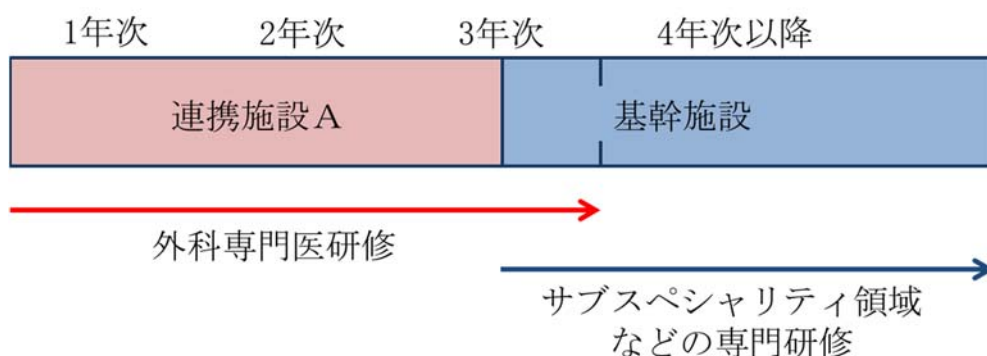 1年次 2年次 3年次 4年次以降
連携施設A 基幹施設
外科専門医研修
サブスペシャリティ領域
などの専門研修